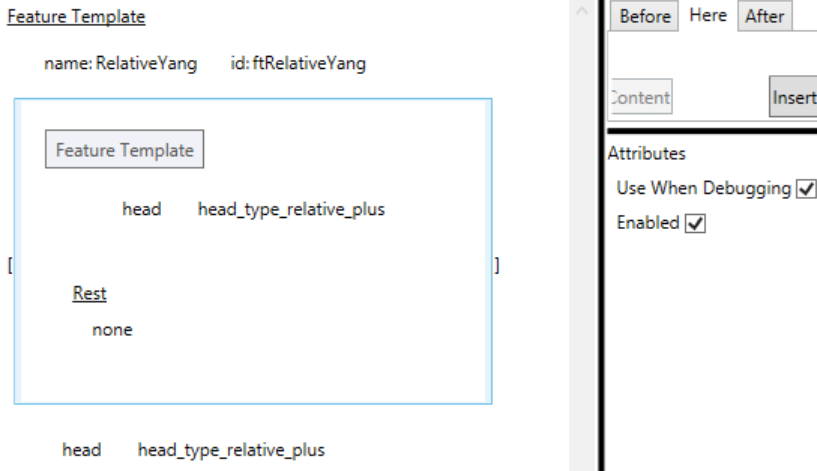 Feature Template
name: RelativeYang id: ftRelativeYang
Feature Template
head head_type_relative_plus
[ ]
Rest
none
head head_type_relative_plus
Before Here After
Content Insert
Attributes
Use When Debugging
Enabled